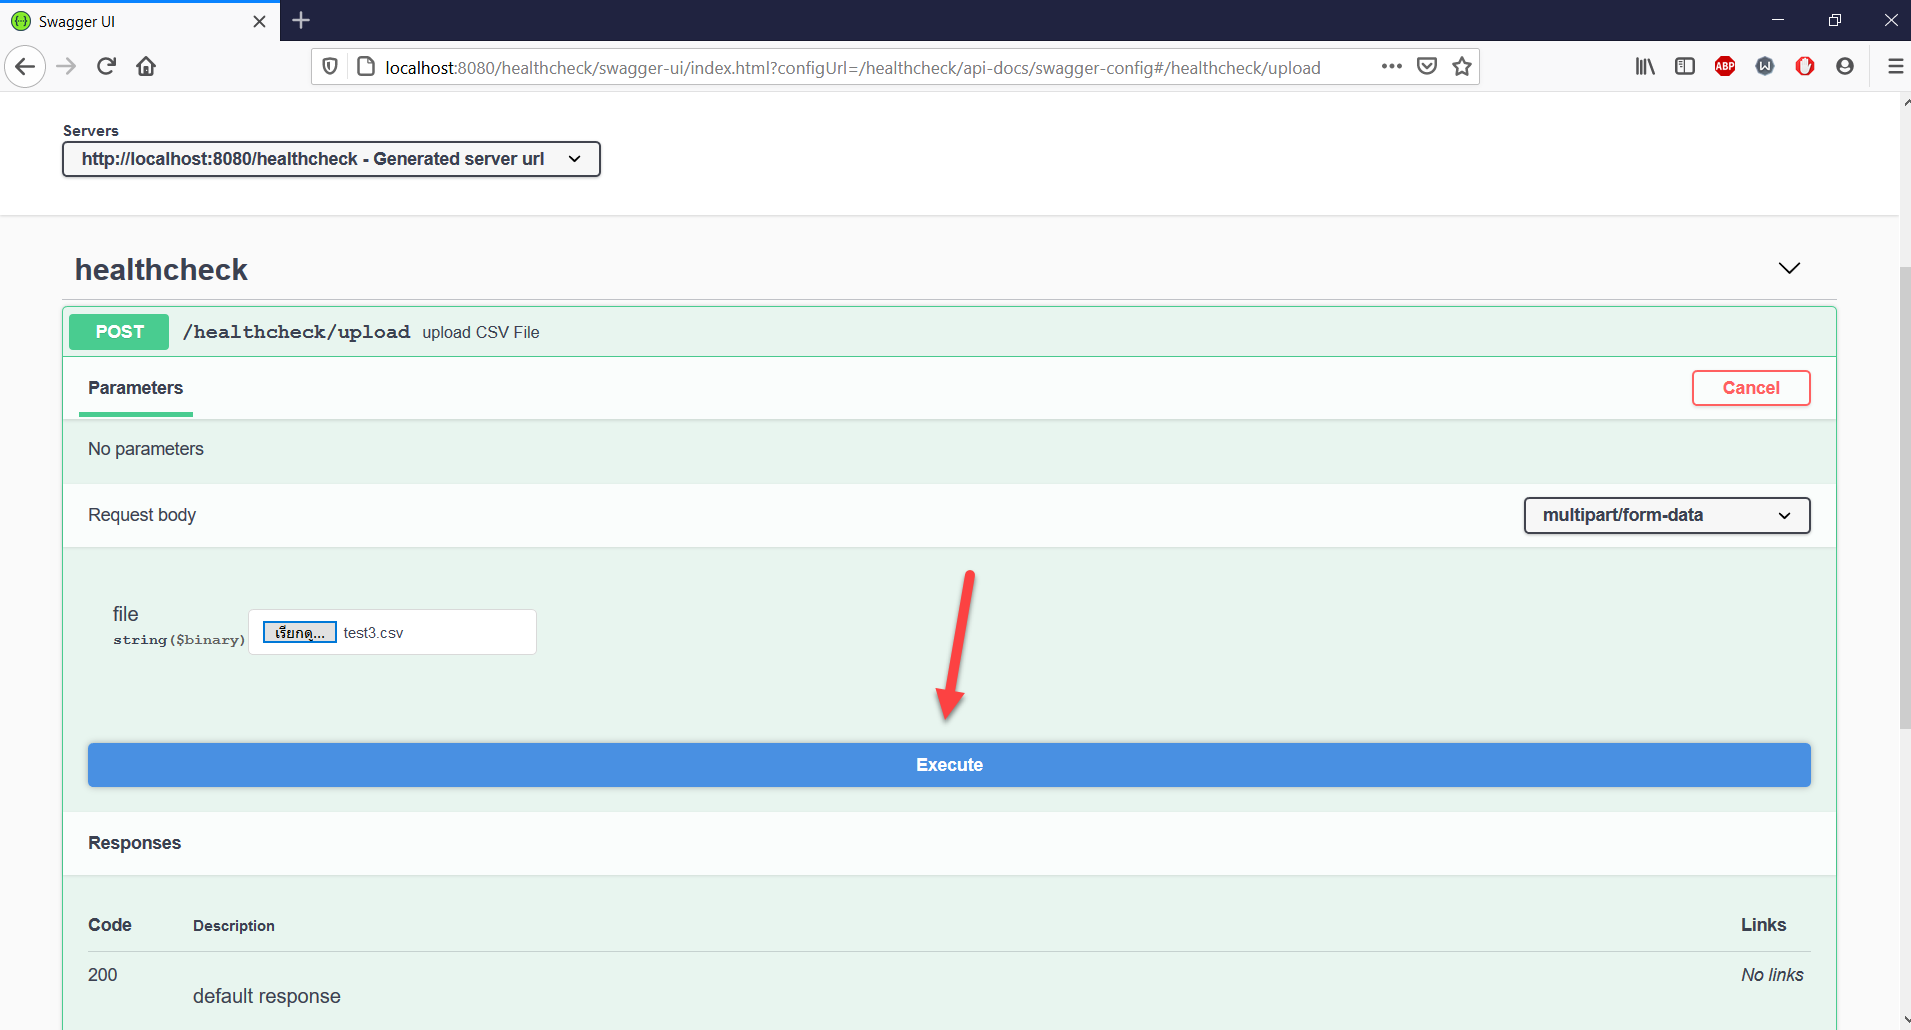 Swagger UI
localhost:8080/healthcheck/swagger-ui/index.html?configUrl=/healthcheck/api-docs/swagger-config#/healthcheck/upload
ABP
W
Servers
http://localhost:8080/healthcheck - Generated server url
healthcheck
POST /healthcheck/upload upload CSV File
Parameters Cancel
No parameters
Request body multipart/form-data
file
string($binary) เรียกดู... test3.csv
Execute
Responses
Code Description Links
200 No links
default response